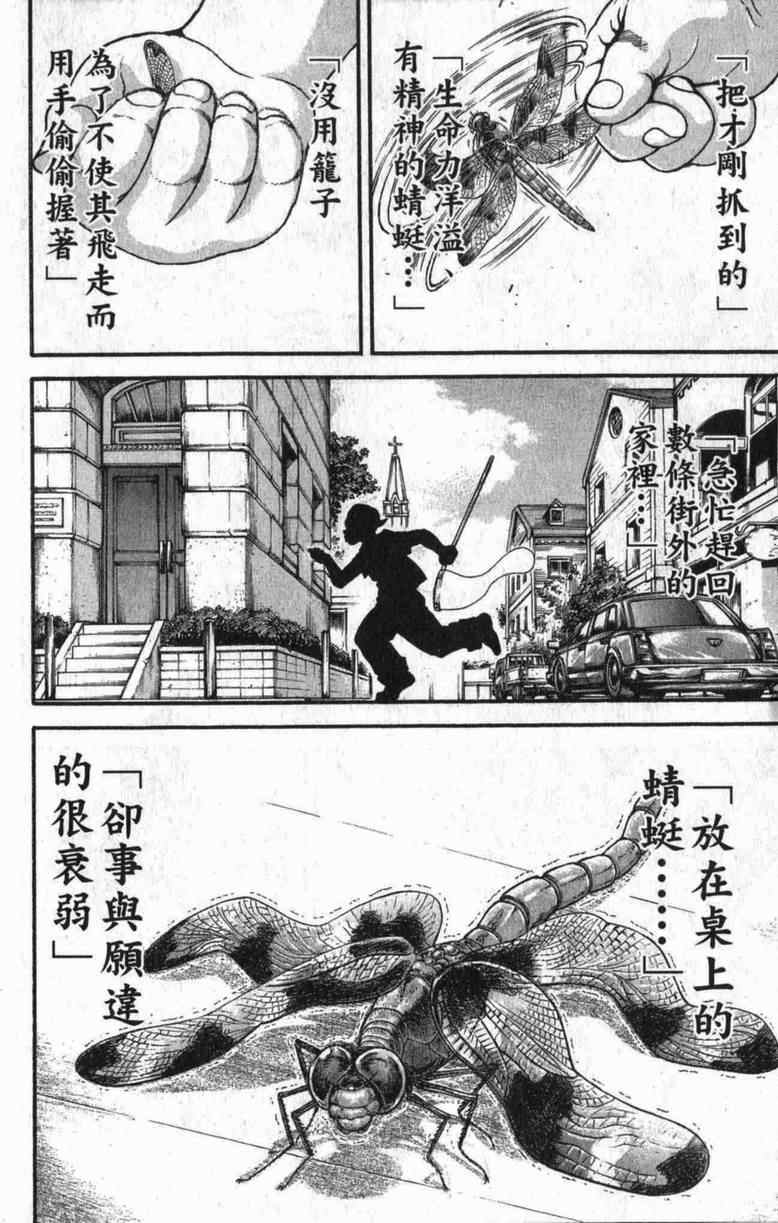 「把才剛抓到的」
「生命力洋溢、
有精神的蜻蜓…」
「沒用籠子
為了不使其飛走而
用手偷偷握著」
「急忙趕回
數條街外的
家裡…」
「放在桌上的
蜻蜓……」
「卻事與願違
的很衰弱」